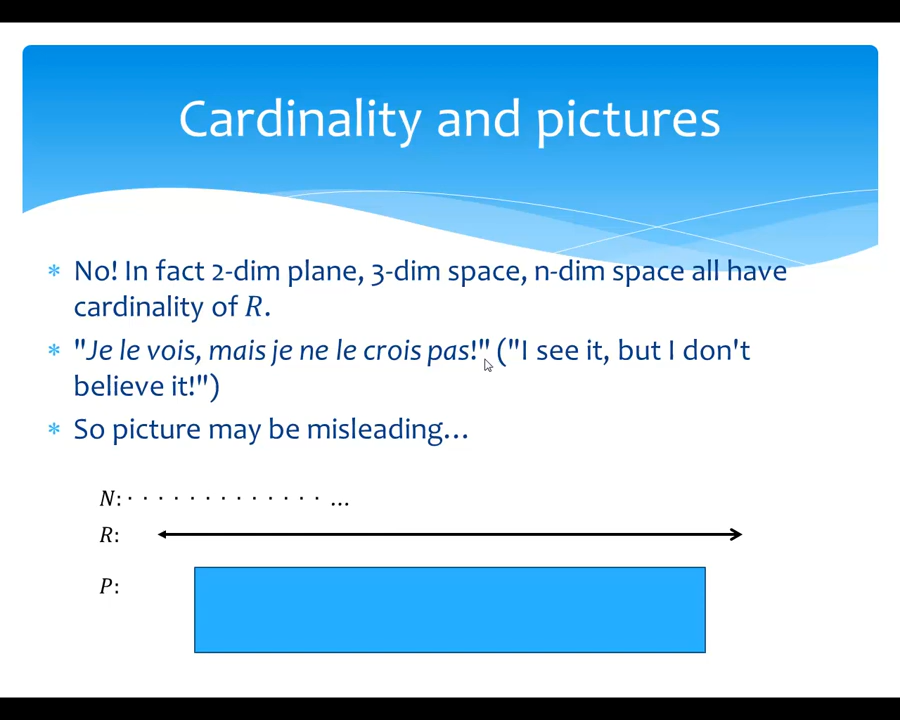 Cardinality and pictures
* No! In fact 2-dim plane, 3-dim space, n-dim space all have
cardinality of R.
* "Je le vois, mais je ne le crois pas!" ("I see it, but I don't
believe it!")
* So picture may be misleading…
N: · · · · · · · · · · · · · …
R:
P: